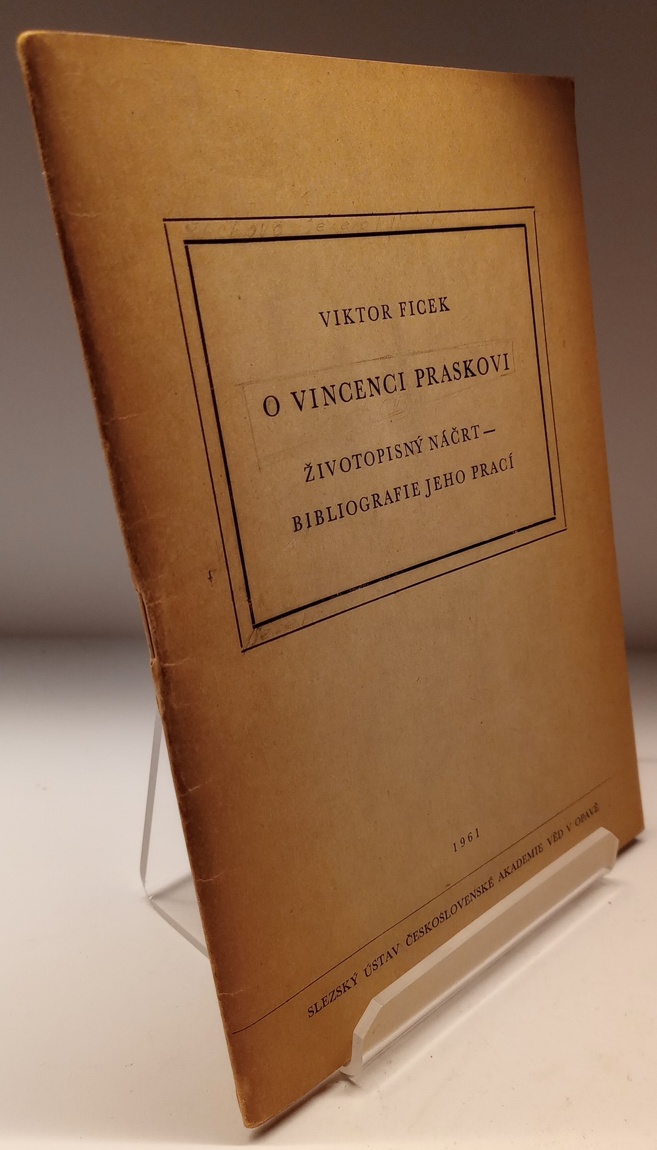 VIKTOR FICEK
O VINCENCI PRASKOVI
ŽIVOTOPISNÝ NÁČRT —
BIBLIOGRAFIE JEHO PRACÍ
1961
SLEZSKÝ ÚSTAV ČESKOSLOVENSKÉ AKADEMIE VĚD V OPAVĚ